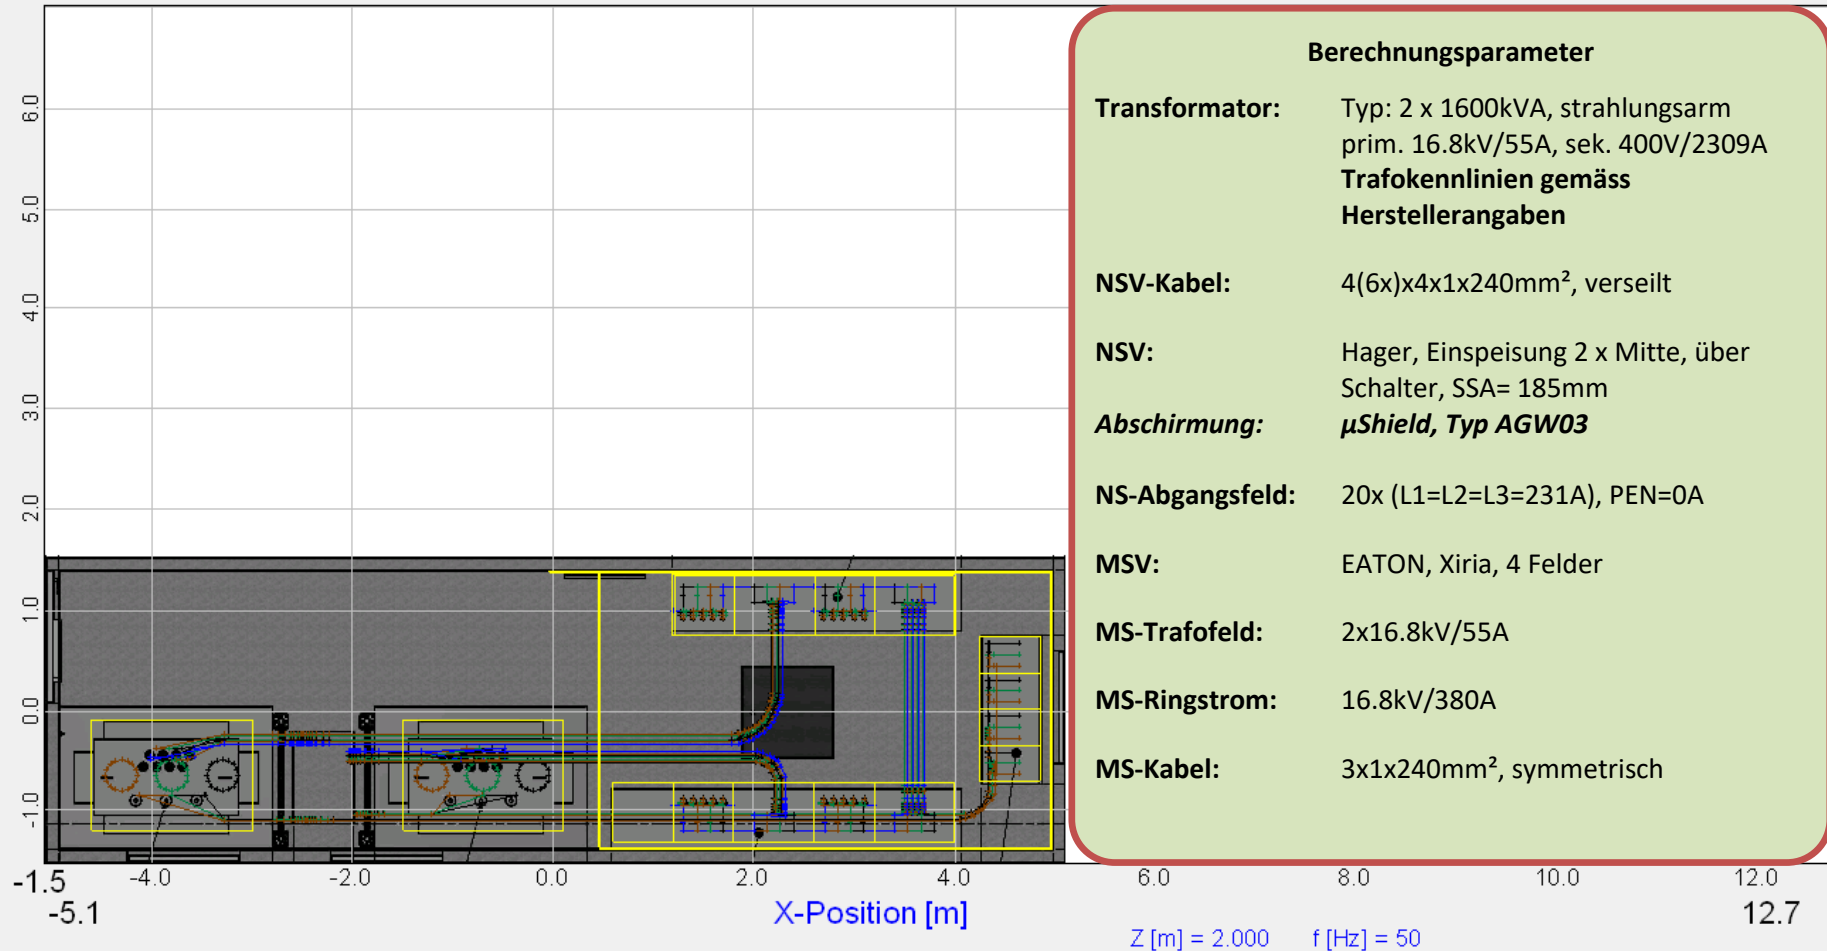 Berechnungsparameter
Transformator: Typ: 2 x 1600kVA, strahlungsarm
prim. 16.8kV/55A, sek. 400V/2309A
Trafokennlinien gemäss
Herstellerangaben
NSV-Kabel: 4(6x)x4x1x240mm², verseilt
NSV: Hager, Einspeisung 2 x Mitte, über
Schalter, SSA= 185mm
Abschirmung: µShield, Typ AGW03
NS-Abgangsfeld: 20x (L1=L2=L3=231A), PEN=0A
MSV: EATON, Xiria, 4 Felder
MS-Trafofeld: 2x16.8kV/55A
MS-Ringstrom: 16.8kV/380A
MS-Kabel: 3x1x240mm², symmetrisch
6.0
5.0
4.0
3.0
2.0
1.0
0.0
-1.0
-1.5
-4.0 -2.0 0.0 2.0 4.0 6.0 8.0 10.0 12.0
-5.1 X-Position [m] 12.7
Z [m] = 2.000 f [Hz] = 50